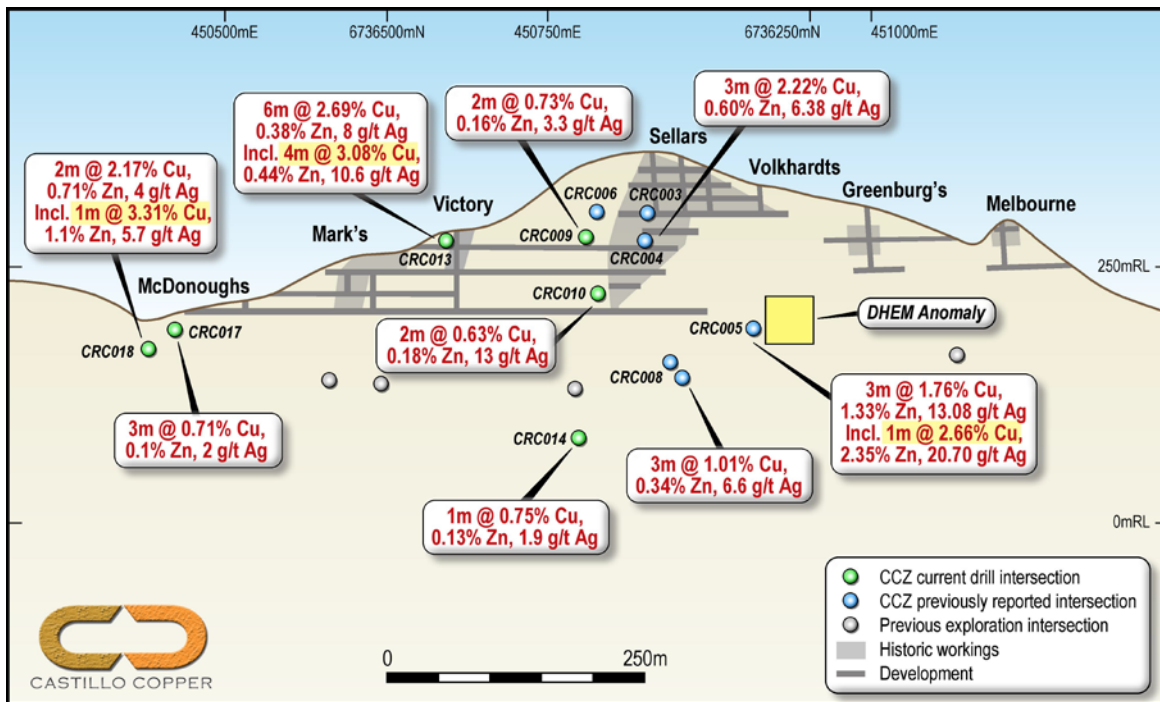 450500mE
6736500mN
450750mE
6736250mN
451000mE
3m @ 2.22% Cu,
0.60% Zn, 6.38 g/t Ag
2m @ 0.73% Cu,
0.16% Zn, 3.3 g/t Ag
6m @ 2.69% Cu,
0.38% Zn, 8 g/t Ag
Incl. 4m @ 3.08% Cu,
0.44% Zn, 10.6 g/t Ag
2m @ 2.17% Cu,
0.71% Zn, 4 g/t Ag
Incl. 1m @ 3.31% Cu,
1.1% Zn, 5.7 g/t Ag
Sellars
Volkhardts
Greenburg's
Melbourne
Victory
Mark's
McDonoughs
CRC006
CRC003
CRC009
CRC004
CRC013
CRC010
250mRL
CRC017
CRC018
CRC005
DHEM Anomaly
2m @ 0.63% Cu,
0.18% Zn, 13 g/t Ag
CRC008
3m @ 1.76% Cu,
1.33% Zn, 13.08 g/t Ag
Incl. 1m @ 2.66% Cu,
2.35% Zn, 20.70 g/t Ag
3m @ 0.71% Cu,
0.1% Zn, 2 g/t Ag
CRC014
3m @ 1.01% Cu,
0.34% Zn, 6.6 g/t Ag
1m @ 0.75% Cu,
0.13% Zn, 1.9 g/t Ag
0mRL
CCZ current drill intersection
CCZ previously reported intersection
Previous exploration intersection
Historic workings
Development
0
250m
CASTILLO COPPER